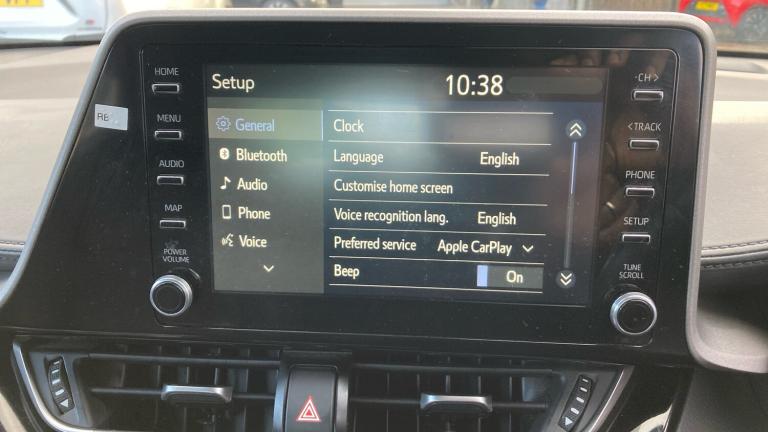 HOME
MENU
AUDIO
MAP
POWER
VOLUME
Setup 10:38
General
Bluetooth
Audio
Phone
Voice
Clock
Language English
Customise home screen
Voice recognition lang. English
Preferred service Apple CarPlay
Beep On
CH >
< TRACK
PHONE
SETUP
TUNE
SCROLL